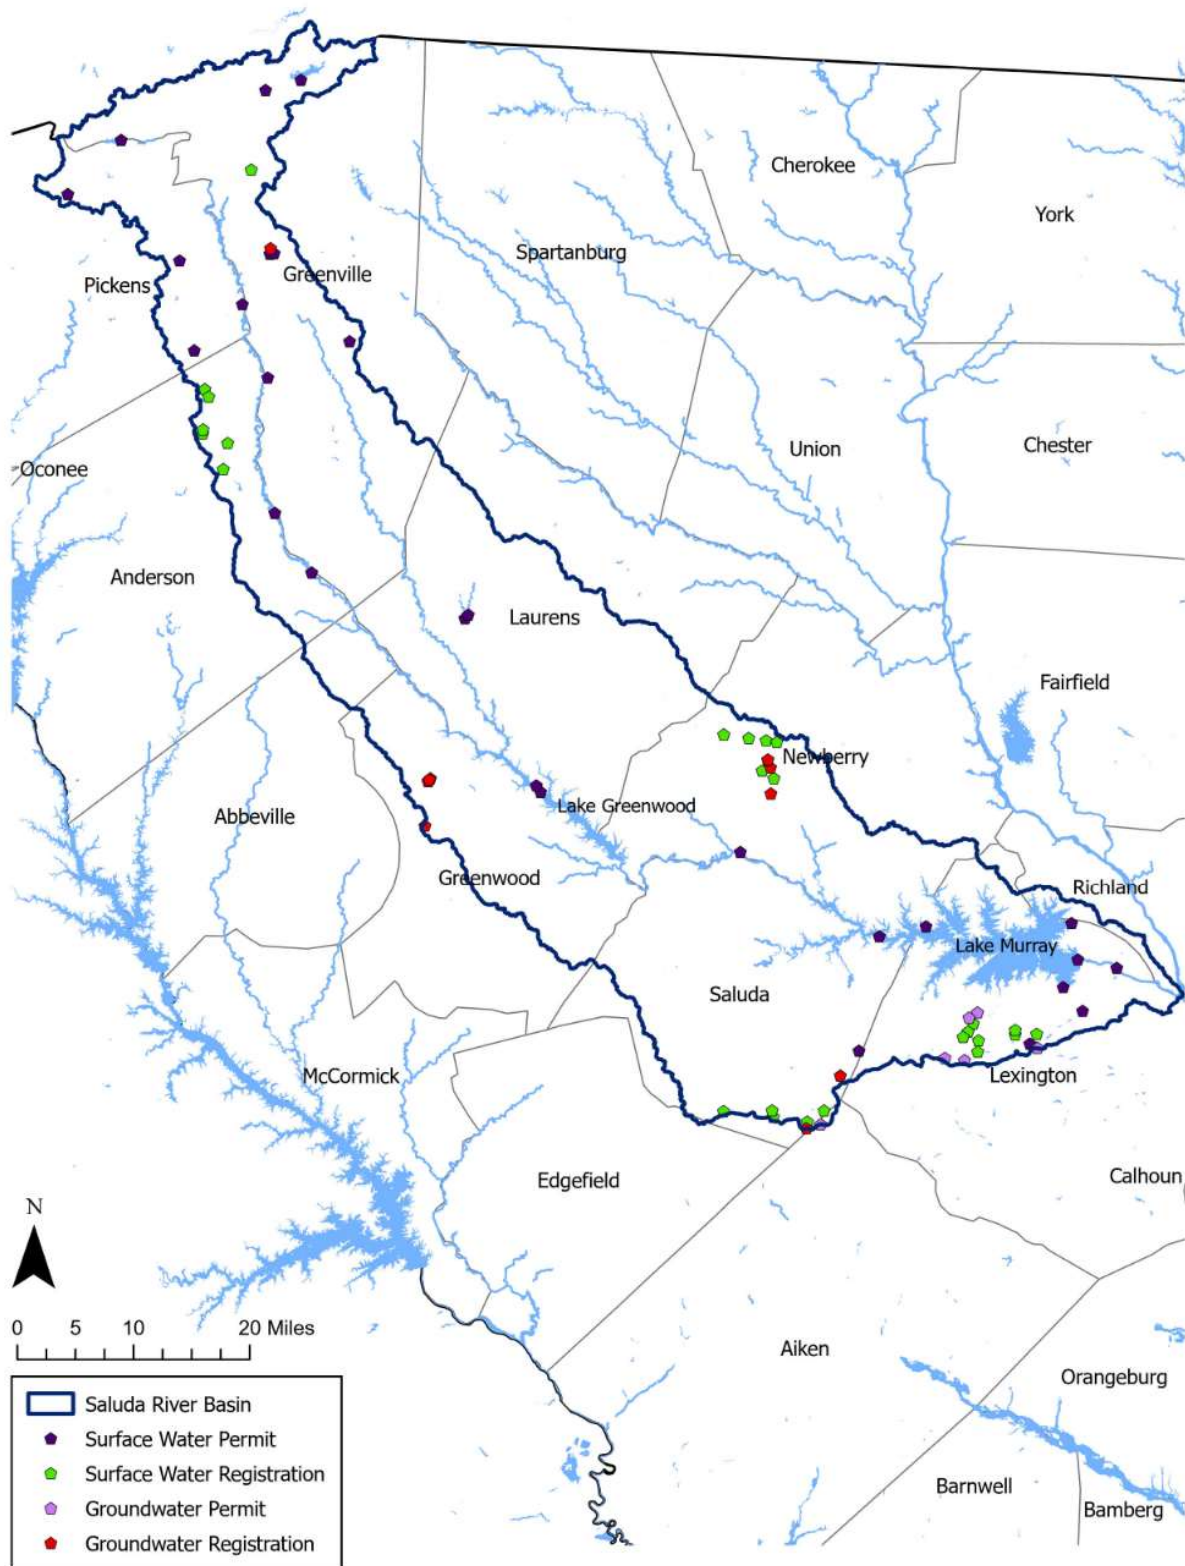 Cherokee
York
Spartanburg
Greenville
Pickens
Union
Chester
Oconee
Anderson
Laurens
Fairfield
Newberry
Lake Greenwood
Abbeville
Greenwood
Richland
Lake Murray
Saluda
McCormick
Lexington
Edgefield
Calhoun
N
0 5 10 20 Miles
Aiken
Orangeburg
Barnwell
Bamberg
Saluda River Basin
Surface Water Permit
Surface Water Registration
Groundwater Permit
Groundwater Registration